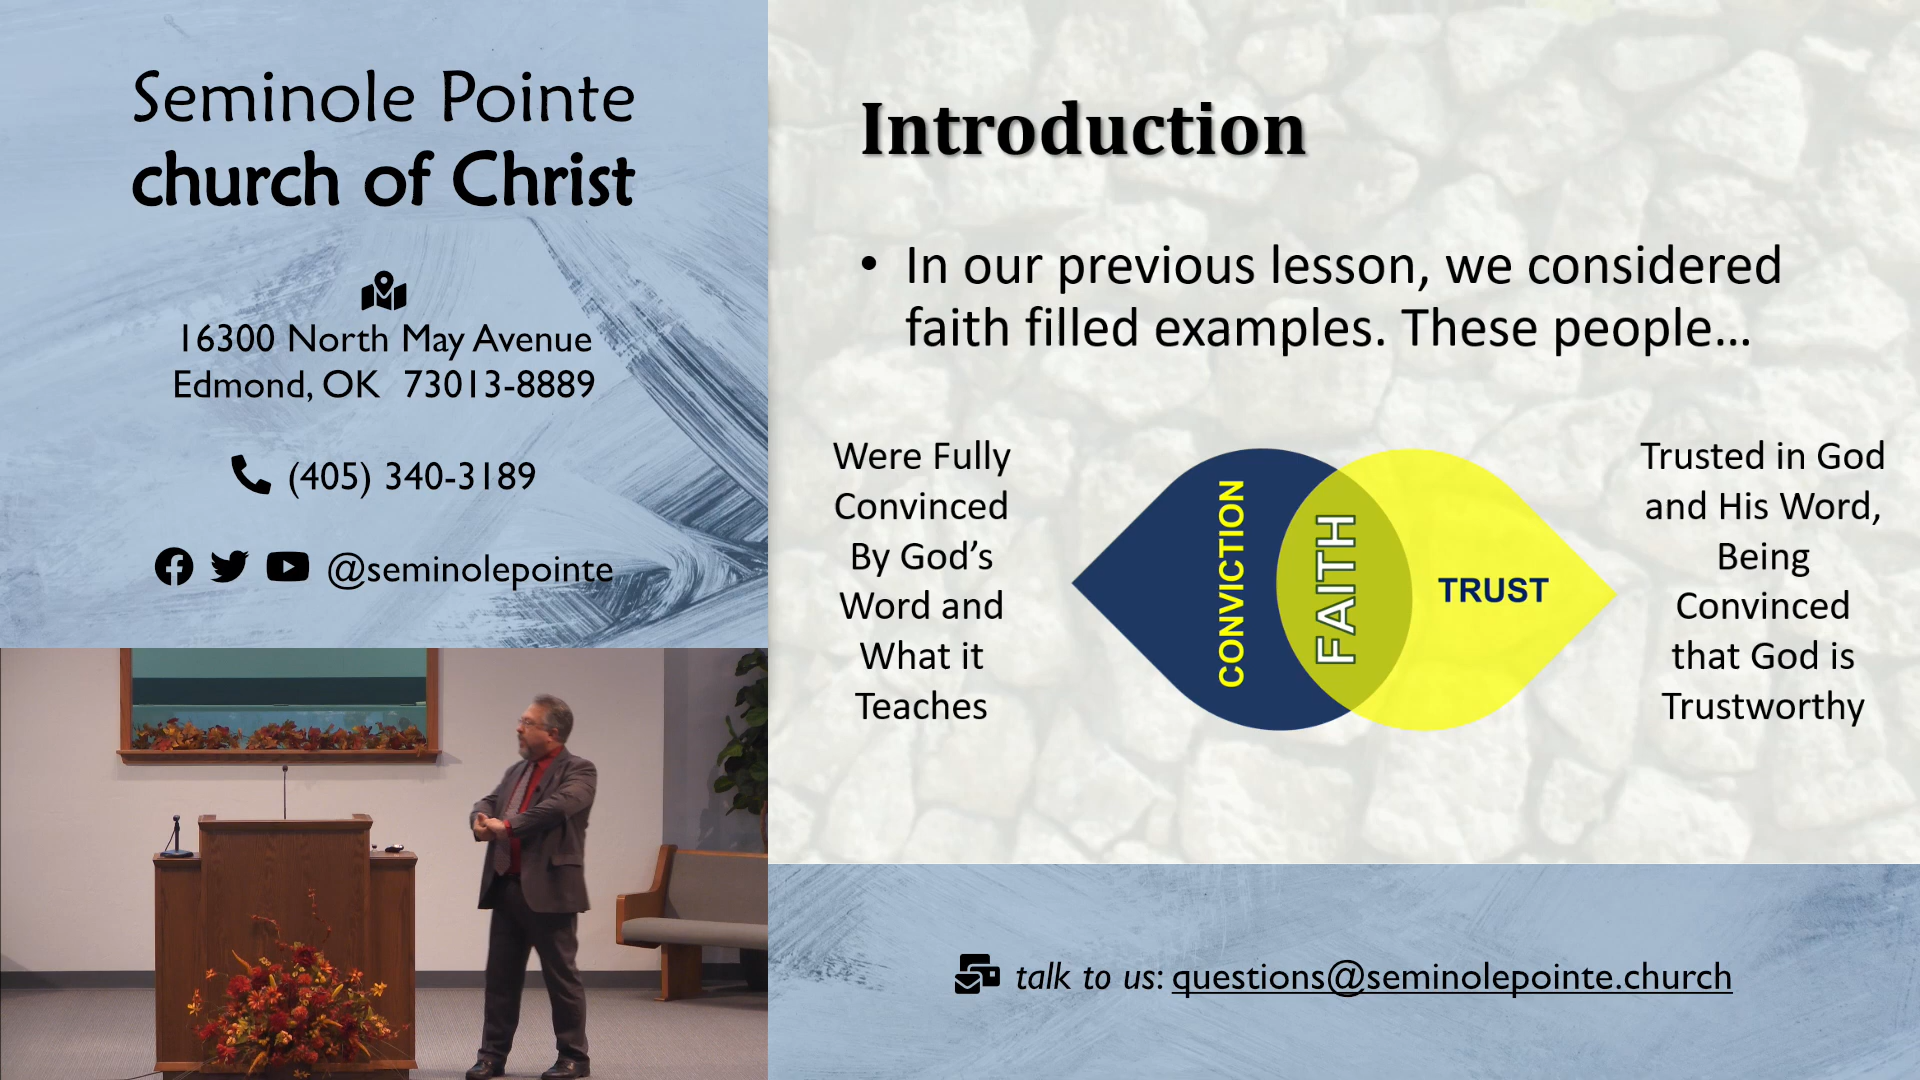 Seminole Pointe
church of Christ
16300 North May Avenue
Edmond, OK 73013-8889
(405) 340-3189
@seminolepointe
Introduction
• In our previous lesson, we considered
faith filled examples. These people...
Were Fully
Convinced
By God's
Word and
What it
Teaches
CONVICTION
FAITH
TRUST
Trusted in God
and His Word,
Being
Convinced
that God is
Trustworthy
talk to us: questions@seminolepointe.church